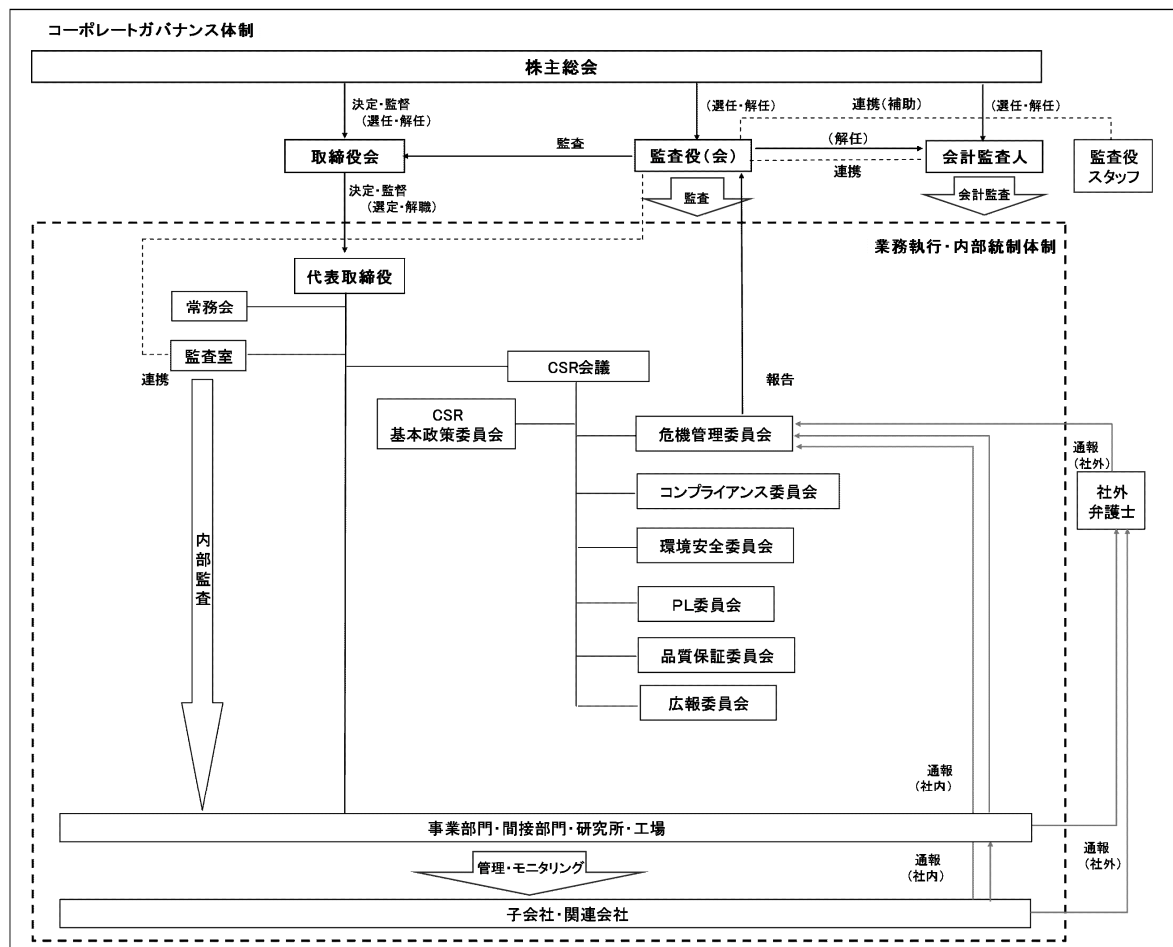 コーポレートガバナンス体制
株主総会
決定・監督
(選任・解任)
(選任・解任)
連携(補助)
(選任・解任)
取締役会
監査
監査役(会)
(解任)
連携
会計監査人
監査役
スタッフ
決定・監督
(選定・解職)
監査
会計監査
業務執行・内部統制体制
代表取締役
常務会
監査室
連携
CSR会議
報告
CSR
基本政策委員会
危機管理委員会
通報
(社外)
コンプライアンス委員会
社外
弁護士
環境安全委員会
内部監査
PL委員会
品質保証委員会
広報委員会
通報
(社内)
事業部門・間接部門・研究所・工場
管理・モニタリング
通報
(社内)
通報
(社外)
子会社・関連会社